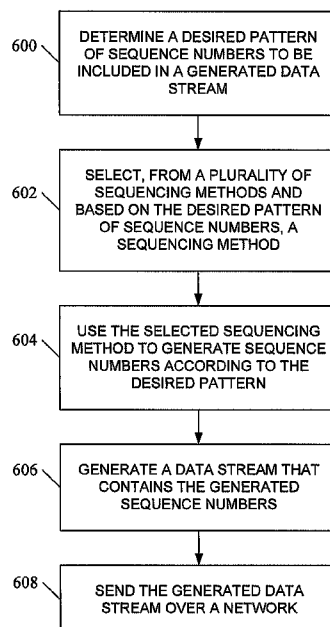 600
DETERMINE A DESIRED PATTERN
OF SEQUENCE NUMBERS TO BE
INCLUDED IN A GENERATED DATA
STREAM
602
SELECT, FROM A PLURALITY OF
SEQUENCING METHODS AND
BASED ON THE DESIRED PATTERN
OF SEQUENCE NUMBERS, A
SEQUENCING METHOD
604
USE THE SELECTED SEQUENCING
METHOD TO GENERATE SEQUENCE
NUMBERS ACCORDING TO THE
DESIRED PATTERN
606
GENERATE A DATA STREAM THAT
CONTAINS THE GENERATED
SEQUENCE NUMBERS
608
SEND THE GENERATED DATA
STREAM OVER A NETWORK